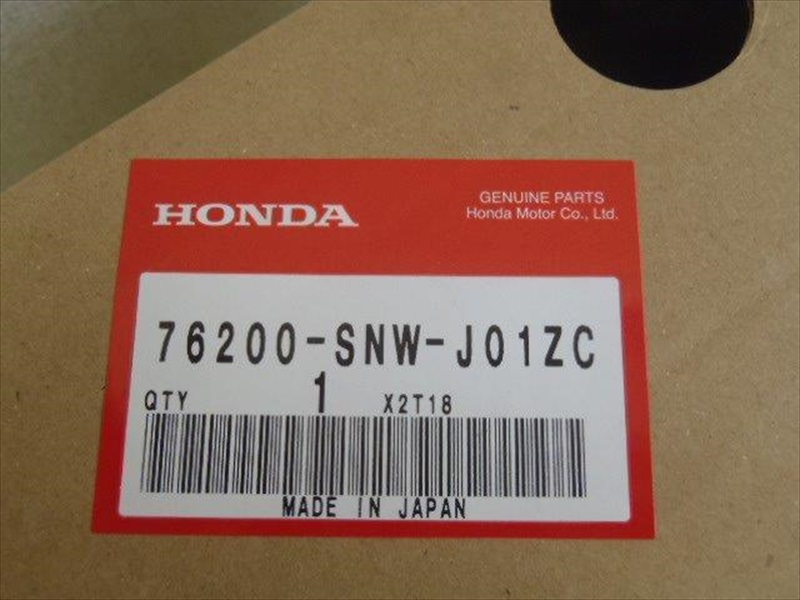 HONDA
GENUINE PARTS
Honda Motor Co., Ltd.
76200-SNW-J01ZC
QTY 1 X2T18
MADE IN JAPAN